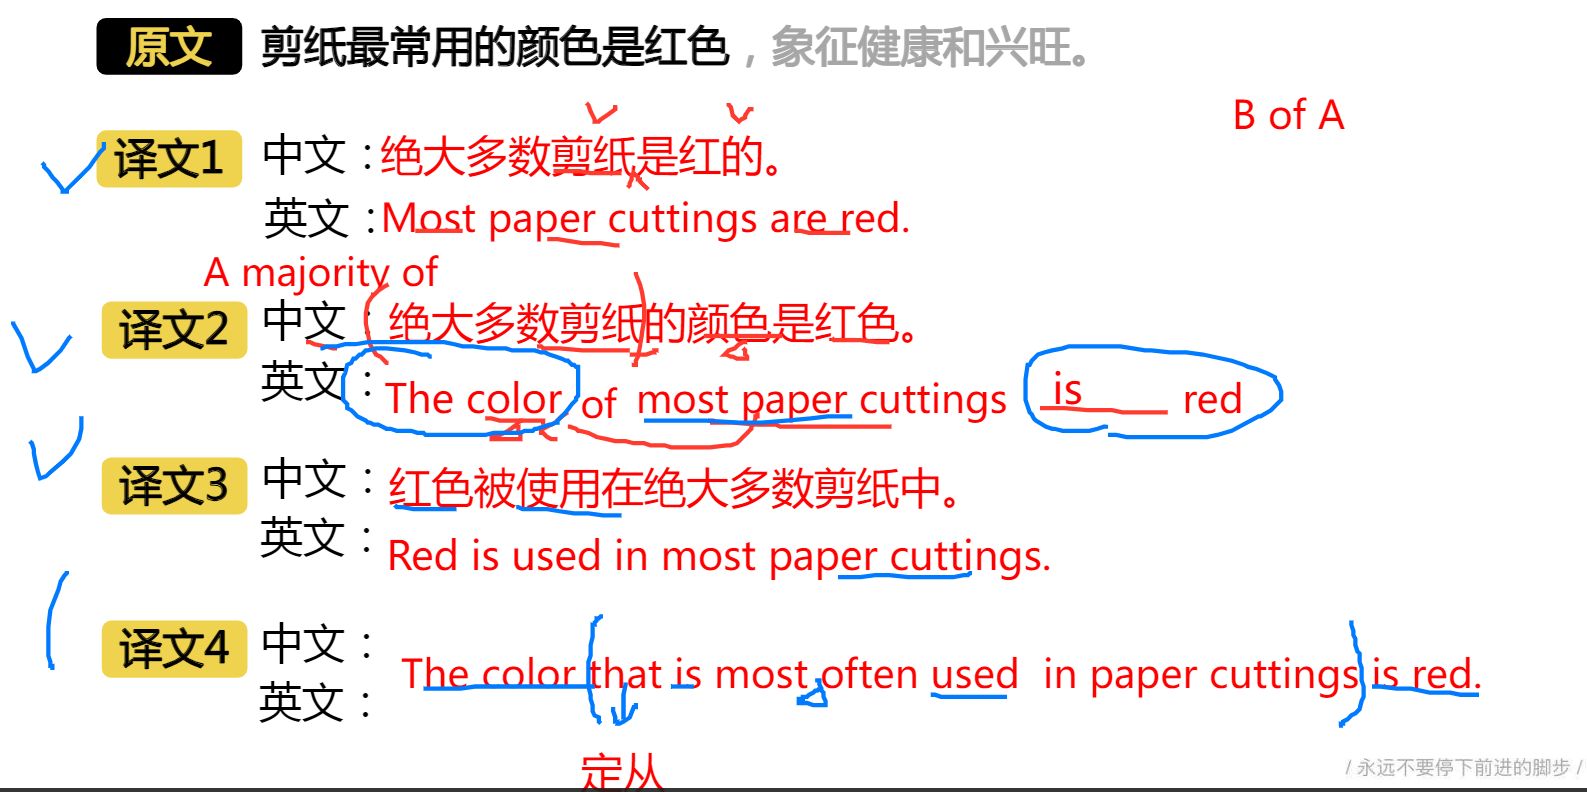 原文 剪纸最常用的颜色是红色，象征健康和兴旺。
B of A
译文1 中文：绝大多数剪纸是红的。
英文：Most paper cuttings are red.
A majority of
译文2 中文：绝大多数剪纸的颜色是红色。
英文：The color of most paper cuttings is red
译文3 中文：红色被使用在绝大多数剪纸中。
英文：Red is used in most paper cuttings.
译文4 中文：
英文：The color that is most often used in paper cuttings is red.
定从
/ 永远不要停下前进的脚步 /